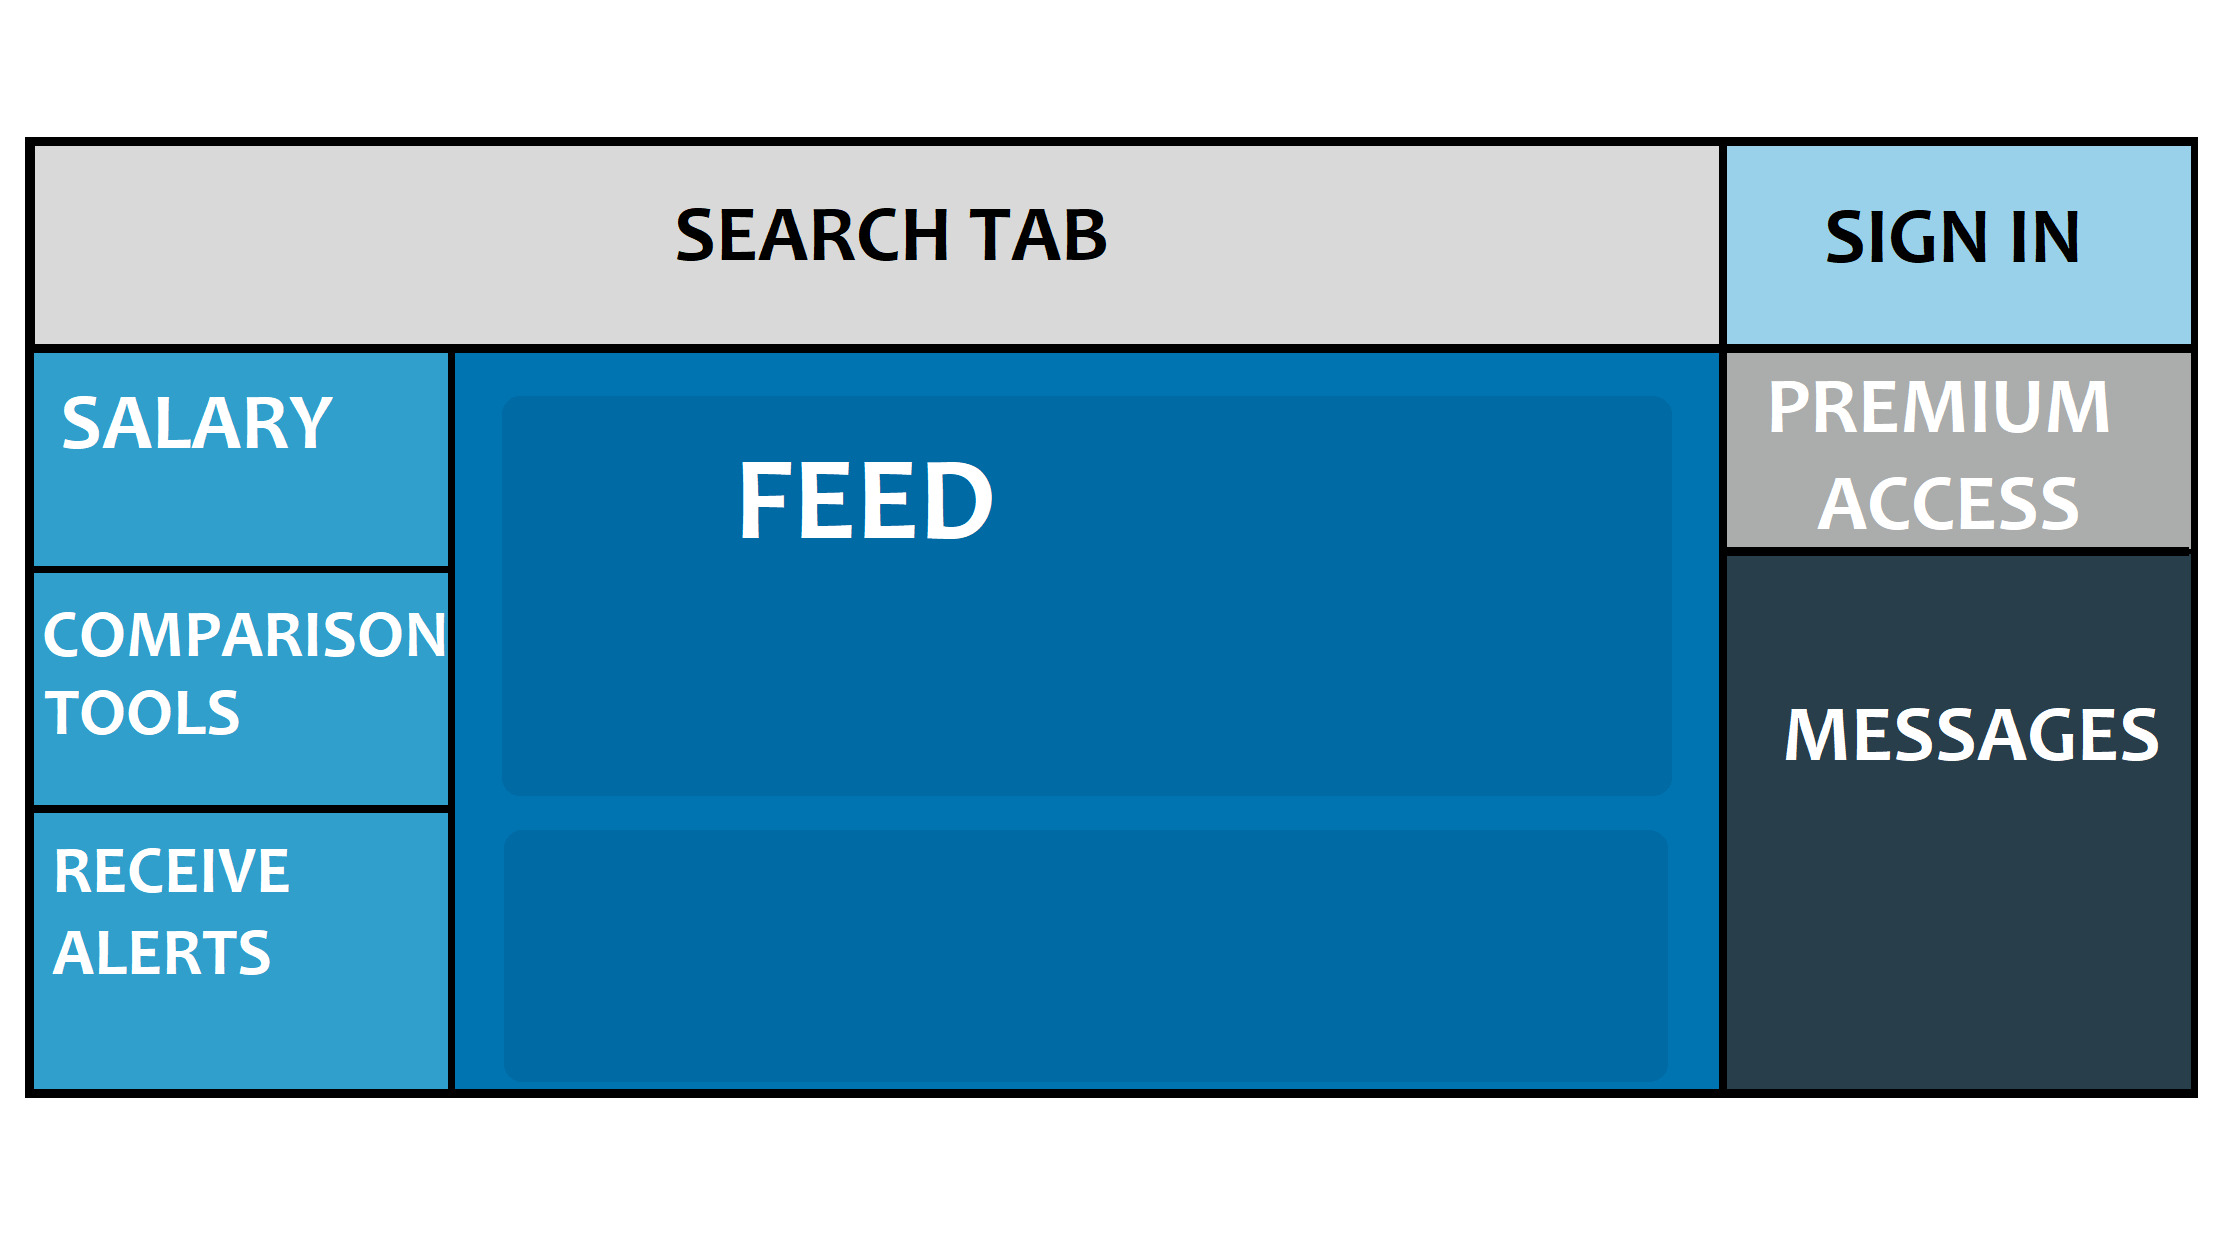 SEARCH TAB
SIGN IN
SALARY
COMPARISON
TOOLS
RECEIVE
ALERTS
FEED
PREMIUM
ACCESS
MESSAGES